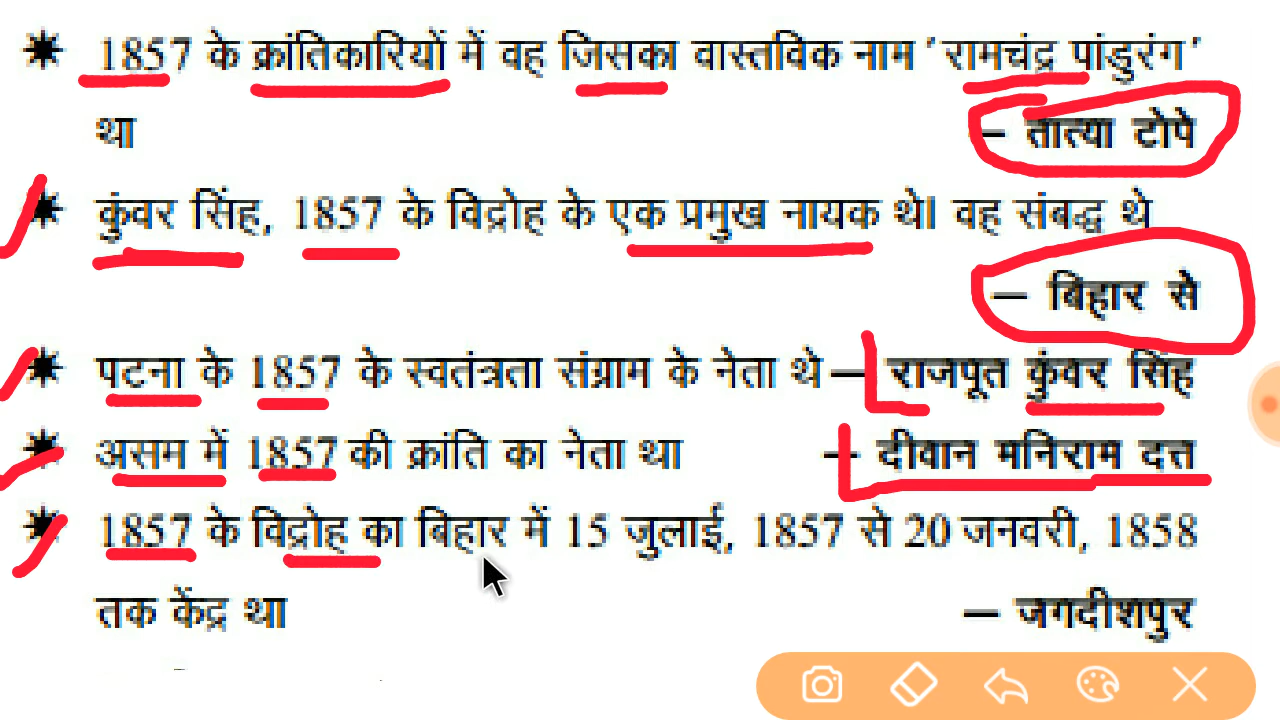 ✷ 1857 के क्रांतिकारियों में वह जिसका वास्तविक नाम ‘रामचंद्र पांडुरंग’
था – तात्या टोपे
✷ कुंवर सिंह, 1857 के विद्रोह के एक प्रमुख नायक थे। वह संबद्ध थे
– बिहार से
✷ पटना के 1857 के स्वतंत्रता संग्राम के नेता थे – राजपूत कुंवर सिंह
✷ असम में 1857 की क्रांति का नेता था – दीवान मनिराम दत्त
✷ 1857 के विद्रोह का बिहार में 15 जुलाई, 1857 से 20 जनवरी, 1858
तक केंद्र था – जगदीशपुर